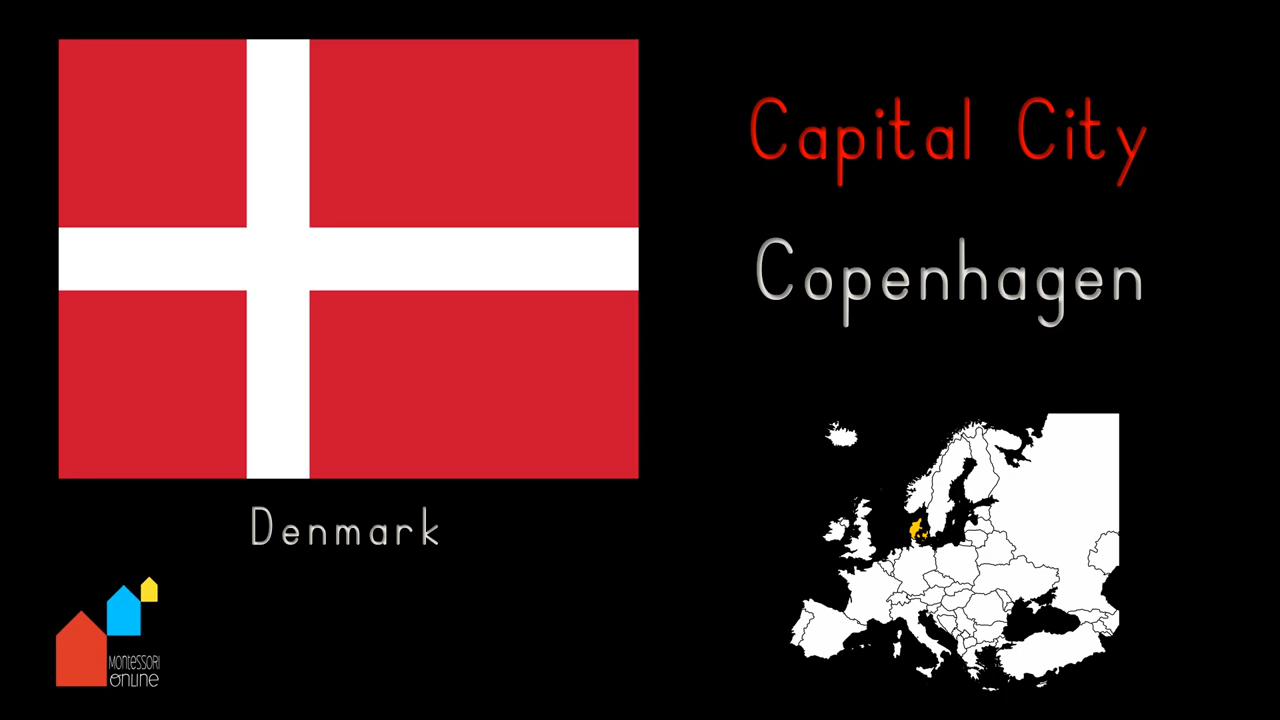 Capital City
Copenhagen
Denmark
MONTESSORI
ONLINE